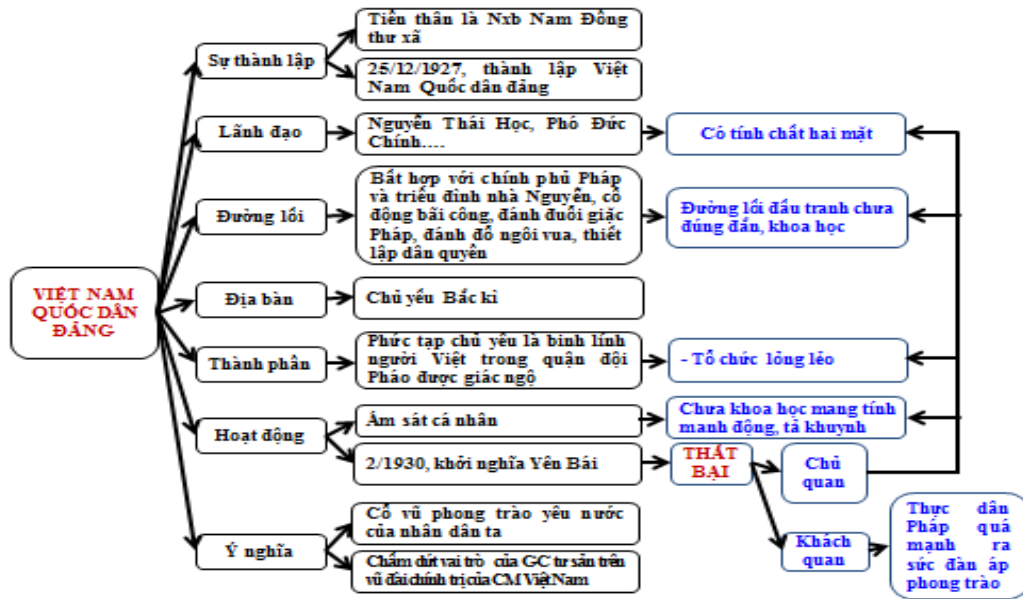 VIỆT NAM
QUỐC DÂN
ĐẢNG
Sự thành lập
Tiền thân là Nxb Nam Đồng
thư xã
25/12/1927, thành lập Việt
Nam Quốc dân đảng
Lãnh đạo
Nguyễn Thái Học, Phó Đức
Chính....
Có tính chất hai mặt
Đường lối
Bất hợp với chính phủ Pháp
và triều đình nhà Nguyễn, cổ
động bãi công, đánh đuổi giặc
Pháp, đánh đổ ngôi vua, thiết
lập dân quyền
Đường lối đấu tranh chưa
đúng đắn, khoa học
Địa bàn
Chủ yếu Bắc kì
Thành phần
Phức tạp chủ yếu là binh lính
người Việt trong quận đội
Pháo được giác ngộ
- Tổ chức lỏng lẻo
Hoạt động
Ám sát cá nhân
Chưa khoa học mang tính
manh động, tả khuynh
2/1930, khởi nghĩa Yên Bái
THẤT
BẠI
Chủ
quan
Khách
quan
Thực dân
Pháp quá
mạnh ra
sức đàn áp
phong trào
Ý nghĩa
Cổ vũ phong trào yêu nước
của nhân dân ta
Chấm dứt vai trò của GC tư sản trên
vũ đài chính trị của CM Việt Nam